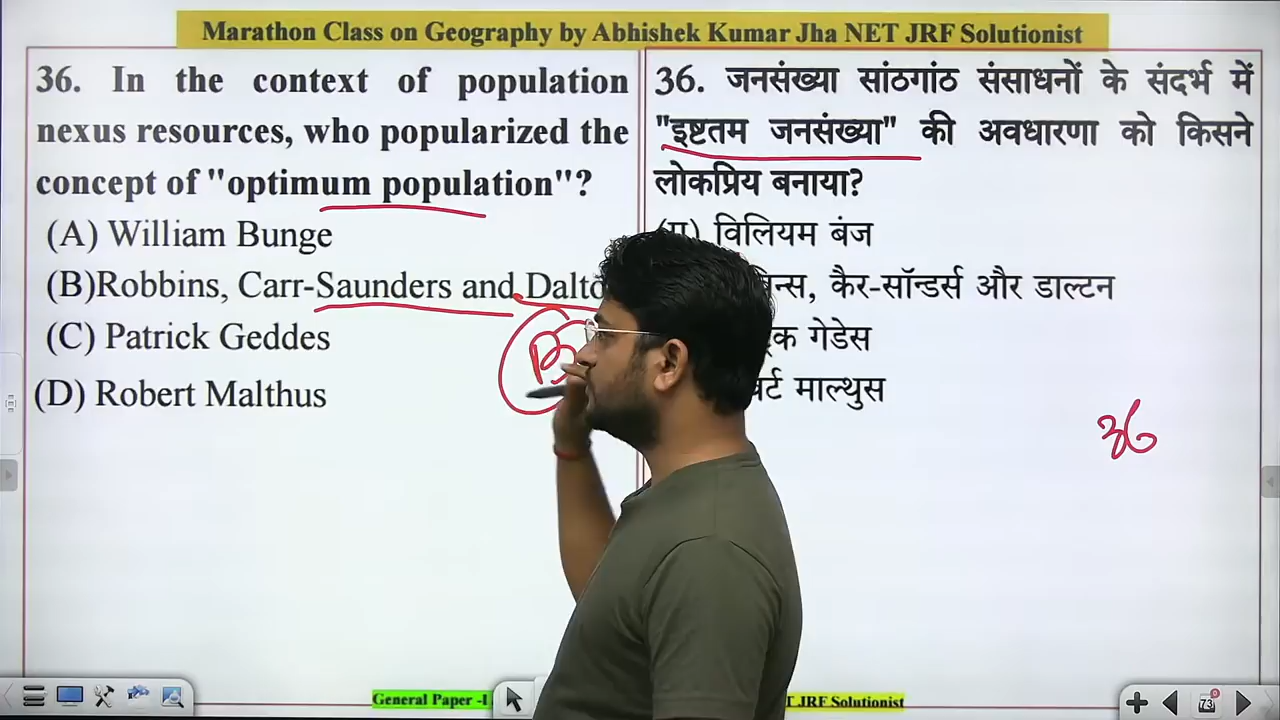 Marathon Class on Geography by Abhishek Kumar Jha NET JRF Solutionist
36. In the context of population
nexus resources, who popularized the
concept of "optimum population"?
(A) William Bunge
(B)Robbins, Carr-Saunders and Dalto
(C) Patrick Geddes
(D) Robert Malthus
36. जनसंख्या सांठगांठ संसाधनों के संदर्भ में
"इष्टतम जनसंख्या" की अवधारणा को किसने
लोकप्रिय बनाया?
विलियम बंज
कैर-सॉन्डर्स और डाल्टन
गेडेस
माल्थुस
B
36
General Paper -I
JRF Solutionist
73